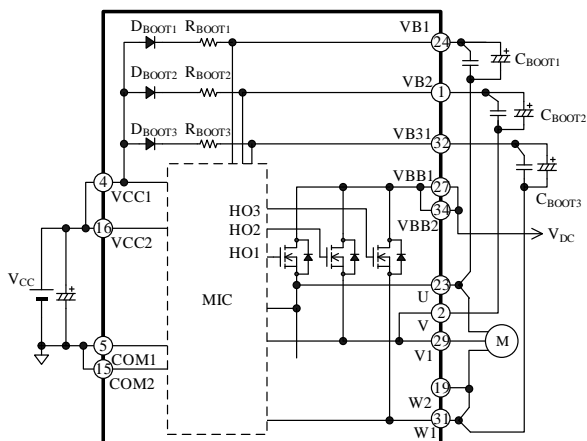 DBOOT1 RBOOT1 VB1 24
CBOOT1
DBOOT2 RBOOT2 VB2 1
CBOOT2
DBOOT3 RBOOT3 VB31 32
CBOOT3
4 VCC1
VBB1 27
HO3
VBB2 34
16 VCC2
HO2
VDC
HO1
VCC
MIC
23 U
2 V
5 COM1
29 V1
M
15 COM2
19 W2
31 W1